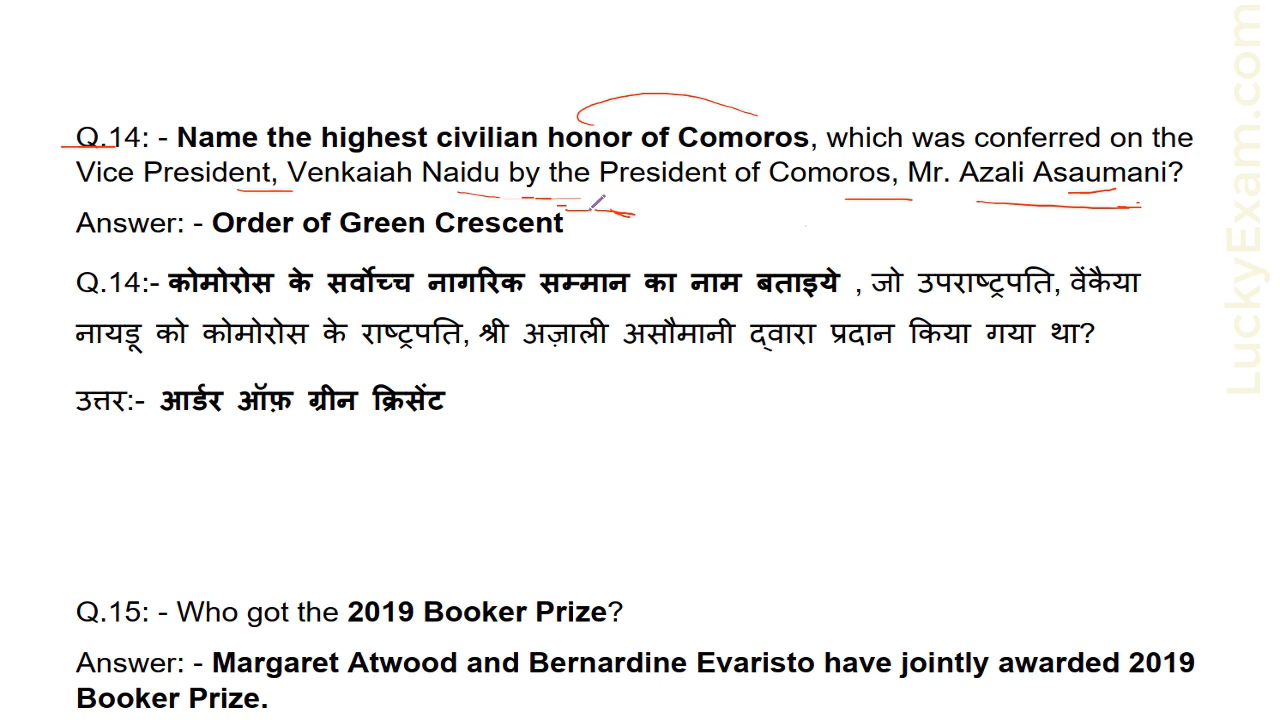 Q.14: - Name the highest civilian honor of Comoros, which was conferred on the
Vice President, Venkaiah Naidu by the President of Comoros, Mr. Azali Asaumani?
Answer: - Order of Green Crescent
Q.14:- कोमोरोस के सर्वोच्च नागरिक सम्मान का नाम बताइये , जो उपराष्ट्रपति, वेंकैया
नायडू को कोमोरोस के राष्ट्रपति, श्री अज़ाली असौमानी द्वारा प्रदान किया गया था?
उत्तर:- आर्डर ऑफ़ ग्रीन क्रिसेंट
Q.15: - Who got the 2019 Booker Prize?
Answer: - Margaret Atwood and Bernardine Evaristo have jointly awarded 2019
Booker Prize.
LuckyExam.com